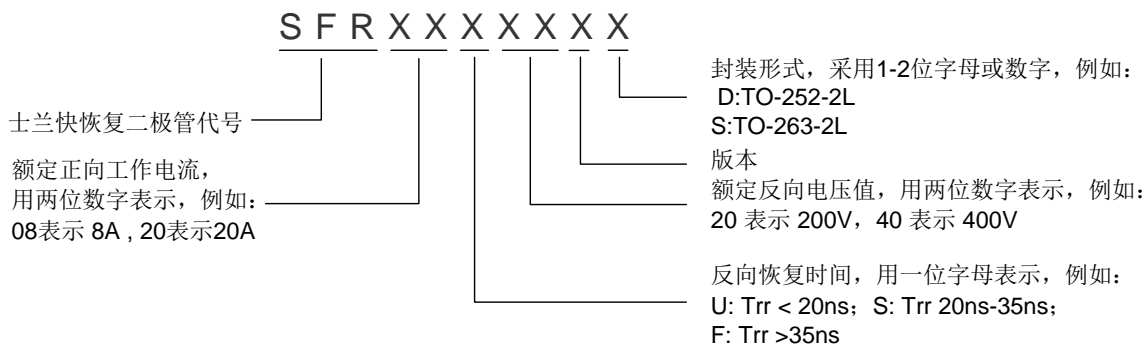 SFRXXXXXXX
士兰快恢复二极管代号
额定正向工作电流，
用两位数字表示，例如：
08表示 8A , 20表示20A
封装形式，采用1-2位字母或数字，例如：
D:TO-252-2L
S:TO-263-2L
版本
额定反向电压值，用两位数字表示，例如：
20 表示 200V，40 表示 400V
反向恢复时间，用一位字母表示，例如：
U: Trr < 20ns；S: Trr 20ns-35ns；
F: Trr >35ns